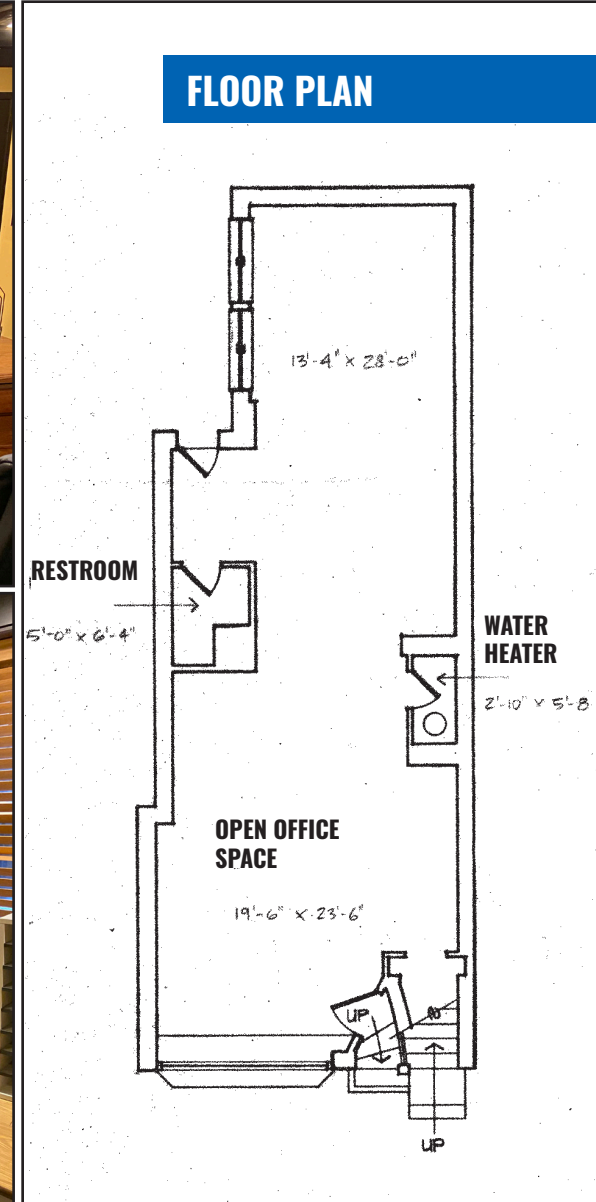 FLOOR PLAN
13'-4" x 28'-0"
RESTROOM
5'-0" x 6'-4"
WATER
HEATER
2'-10" x 5'-8
OPEN OFFICE
SPACE
19'-6" x 23'-6"
UP
UP